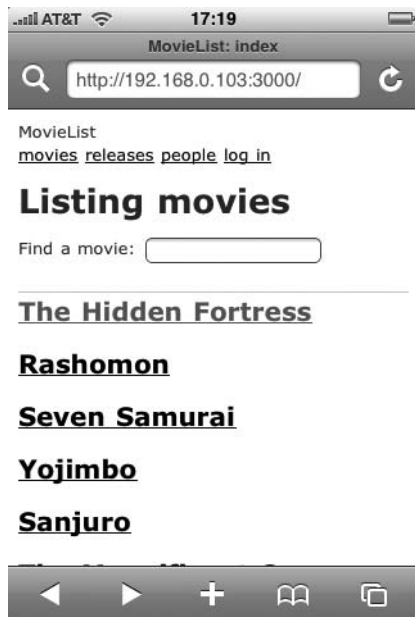 AT&T 17:19
MovieList: index
http://192.168.0.103:3000/
MovieList
movies releases people log in
Listing movies
Find a movie:
The Hidden Fortress
Rashomon
Seven Samurai
Yojimbo
Sanjuro